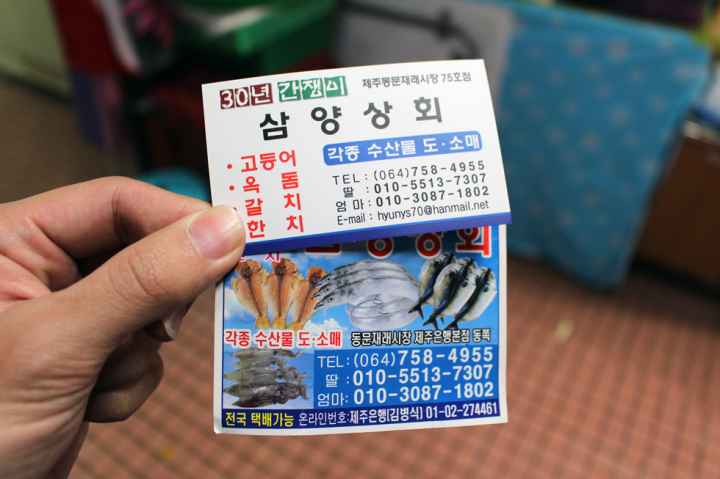 30년 간쟁이 제주동문재래시장 75호점
삼양상회
각종 수산물 도·소매
· 고등어
· 옥돔
· 갈치
한치
TEL : (064)758-4955
딸 : 010-5513-7307
엄마: 010-3087-1802
E-mail : hyunys70@hanmail.net
상회
각종 수산물 도·소매 동문재래시장 제주은행본점 동쪽
TEL: (064)758-4955
딸 : 010-5513-7307
엄마: 010-3087-1802
전국 택배가능 온라인번호:제주은행(김병식) 01-02-274461